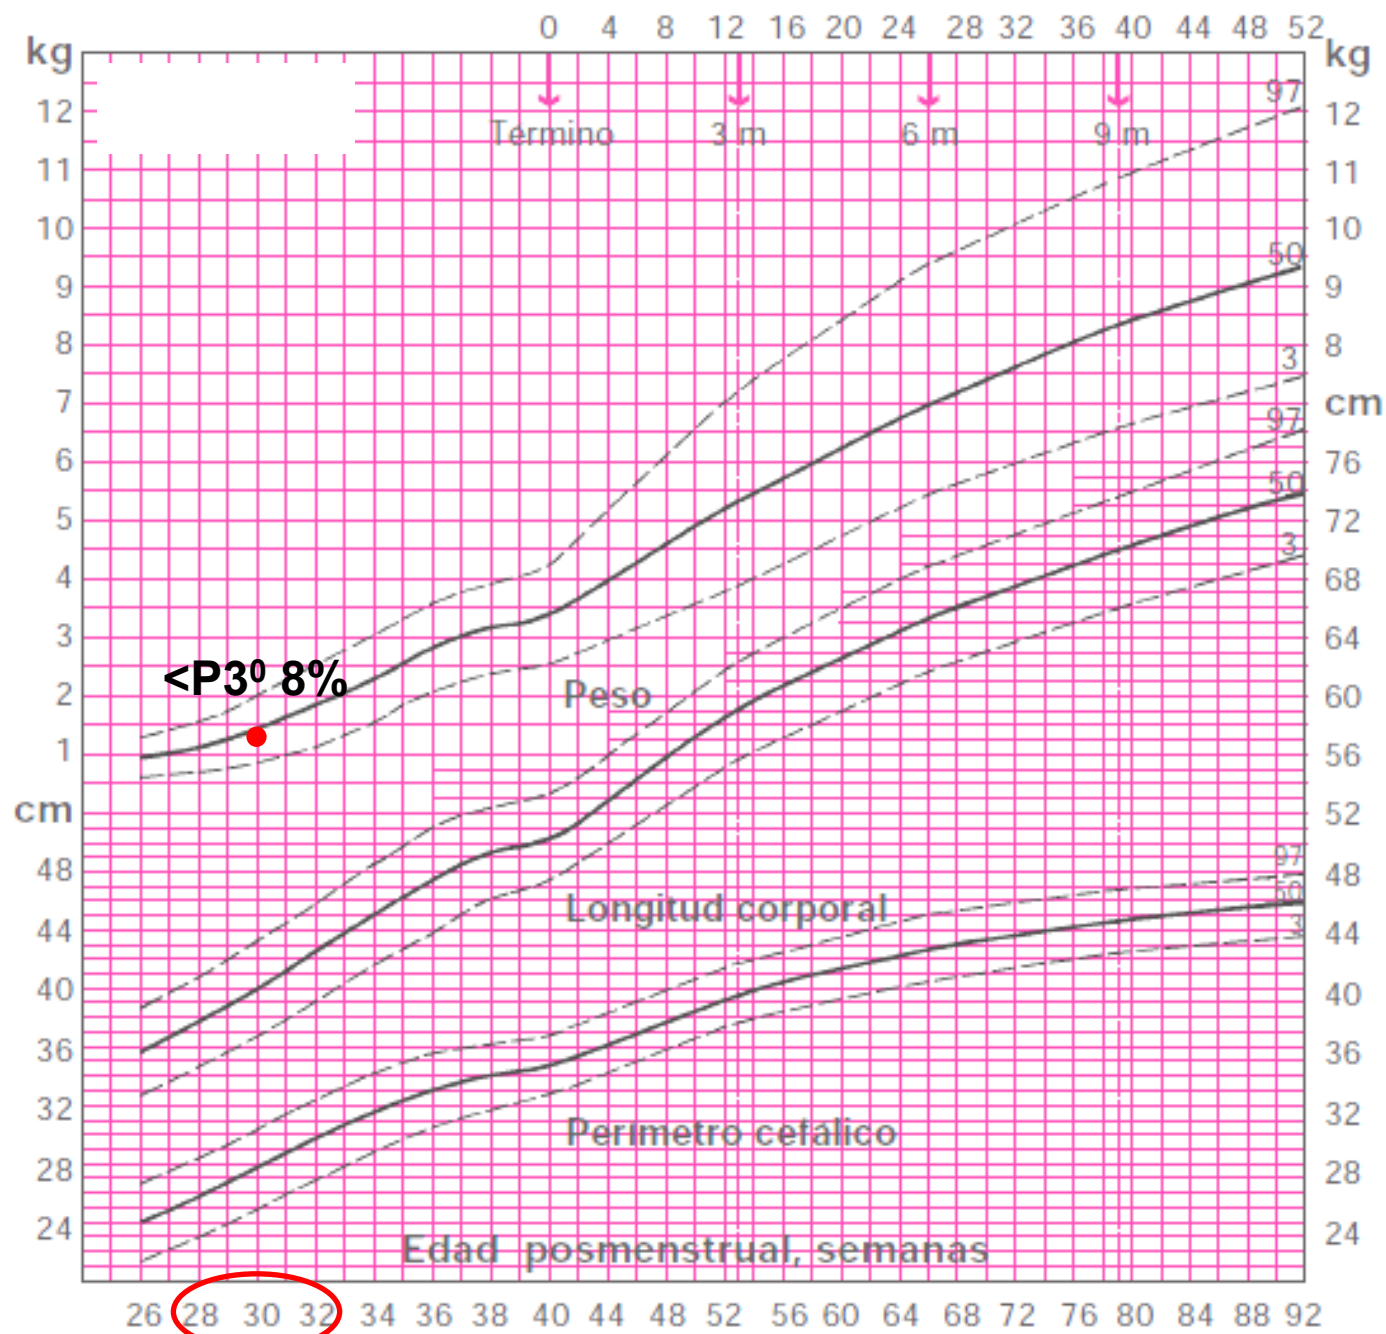 0 4 8 12 16 20 24 28 32 36 40 44 48 52
kg kg
97
12 12
Término 3 m 6 m 9 m
11 11
10 10
50
9 9
8 8
3
7 cm
97
6 76
50
5 72
3
4 68
3 64
<P3º 8%
2 Peso 60
1 56
cm 52
97
48 48
50
Longitud corporal
3
44 44
40 40
36 36
32 32
Perímetro cefálico
28 28
24 24
Edad posmenstrual, semanas
26 28 30 32 34 36 38 40 44 48 52 56 60 64 68 72 76 80 84 88 92